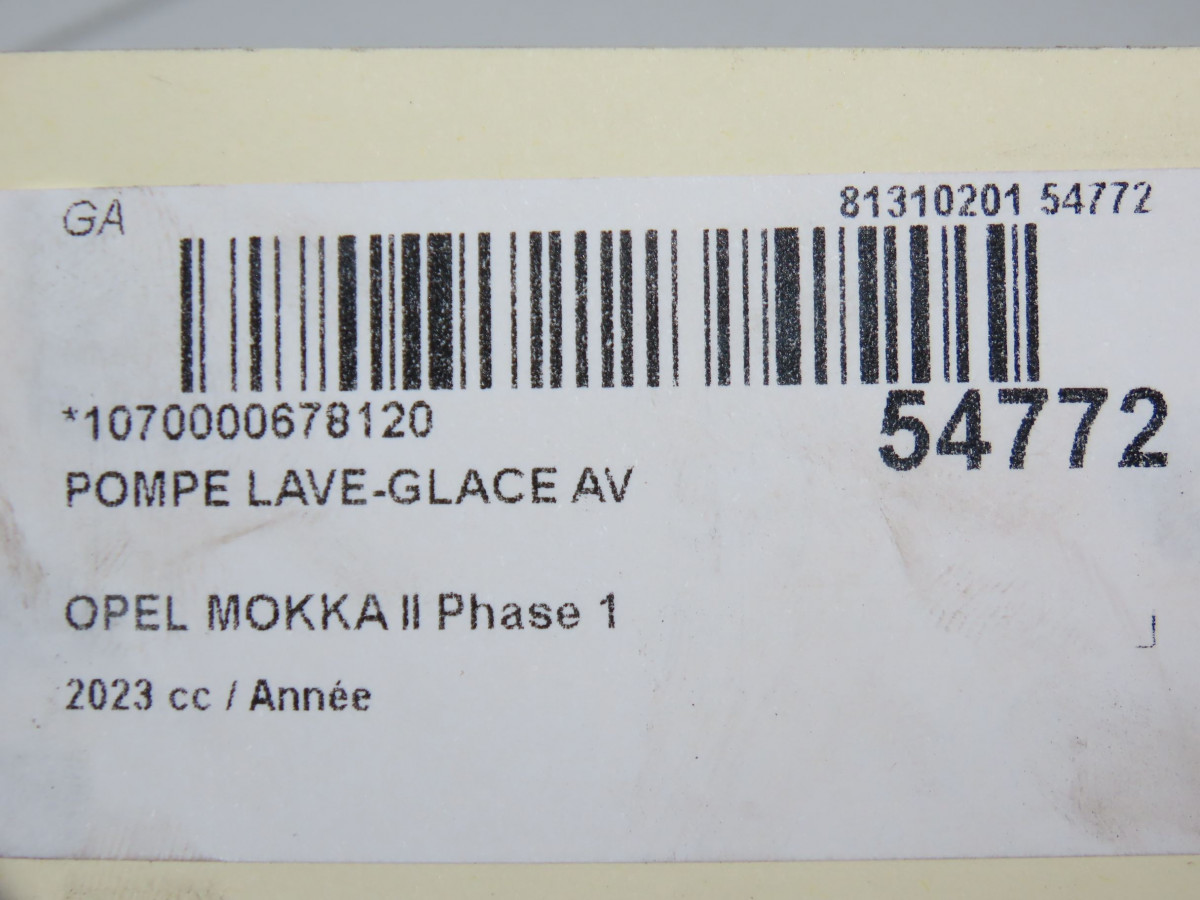 GA
81310201 54772
*1070000678120
54772
POMPE LAVE-GLACE AV
OPEL MOKKA II Phase 1
2023 cc / Année